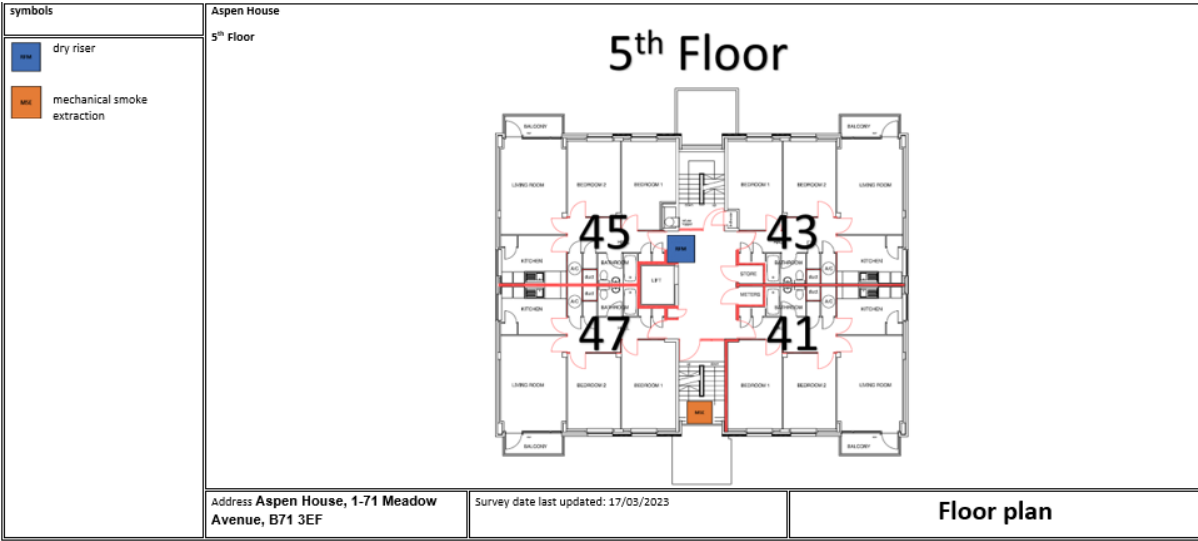 symbols
dry riser
mechanical smoke
extraction
MSE
Aspen House
5th Floor
5th Floor
BALCONY
BALCONY
LIVING ROOM
BEDROOM 2
BEDROOM 1
BEDROOM 1
BEDROOM 2
LIVING ROOM
45
43
KITCHEN
BATHROOM
LIFT
STORE
BATHROOM
KITCHEN
A/C
A/C
A/C
A/C
METERS
KITCHEN
BATHROOM
BATHROOM
KITCHEN
47
41
LIVING ROOM
BEDROOM 2
BEDROOM 1
BEDROOM 1
BEDROOM 2
LIVING ROOM
MSE
BALCONY
BALCONY
Address Aspen House, 1-71 Meadow
Avenue, B71 3EF
Survey date last updated: 17/03/2023
Floor plan